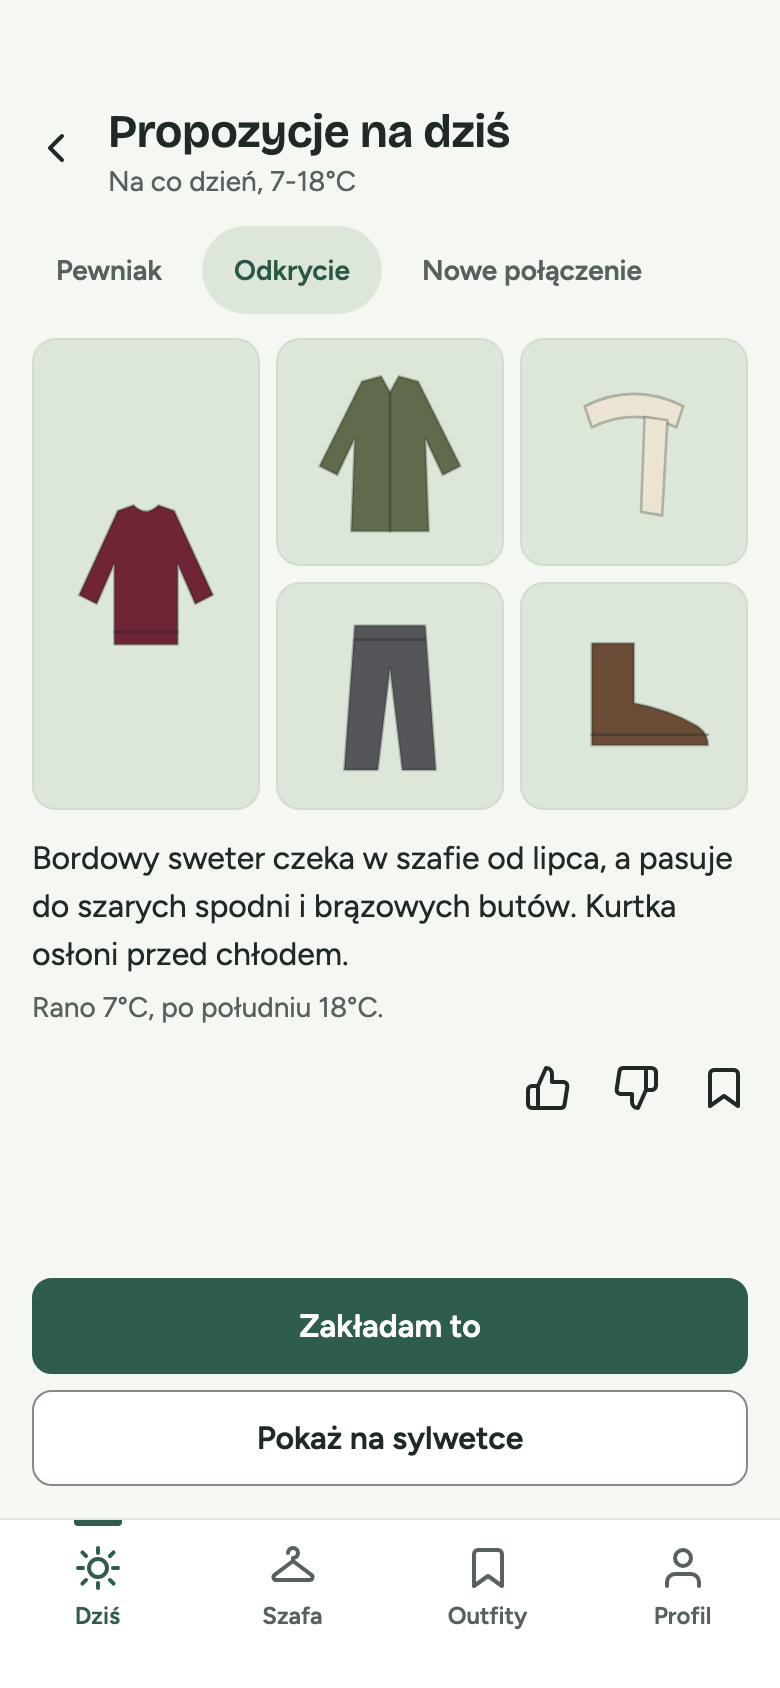 Propozycje na dziś
Na co dzień, 7-18°C
Pewniak
Odkrycie
Nowe połączenie
Bordowy sweter czeka w szafie od lipca, a pasuje
do szarych spodni i brązowych butów. Kurtka
osłoni przed chłodem.
Rano 7°C, po południu 18°C.
Zakładam to
Pokaż na sylwetce
Dziś
Szafa
Outfity
Profil